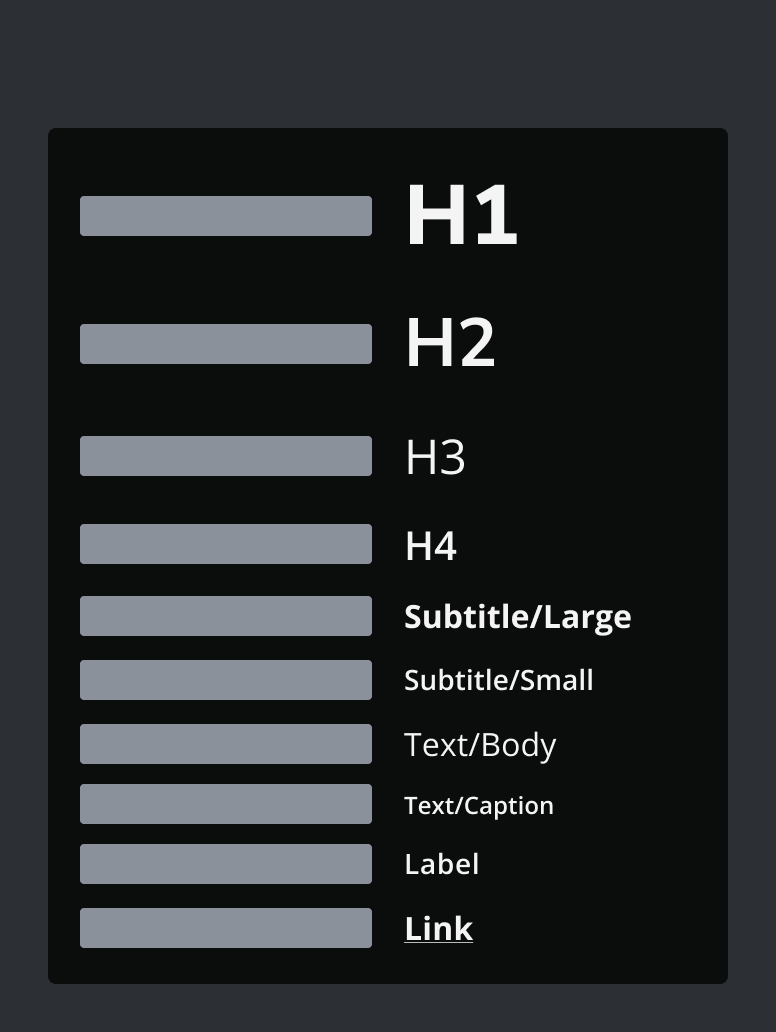 H1
H2
H3
H4
Subtitle/Large
Subtitle/Small
Text/Body
Text/Caption
Label
Link